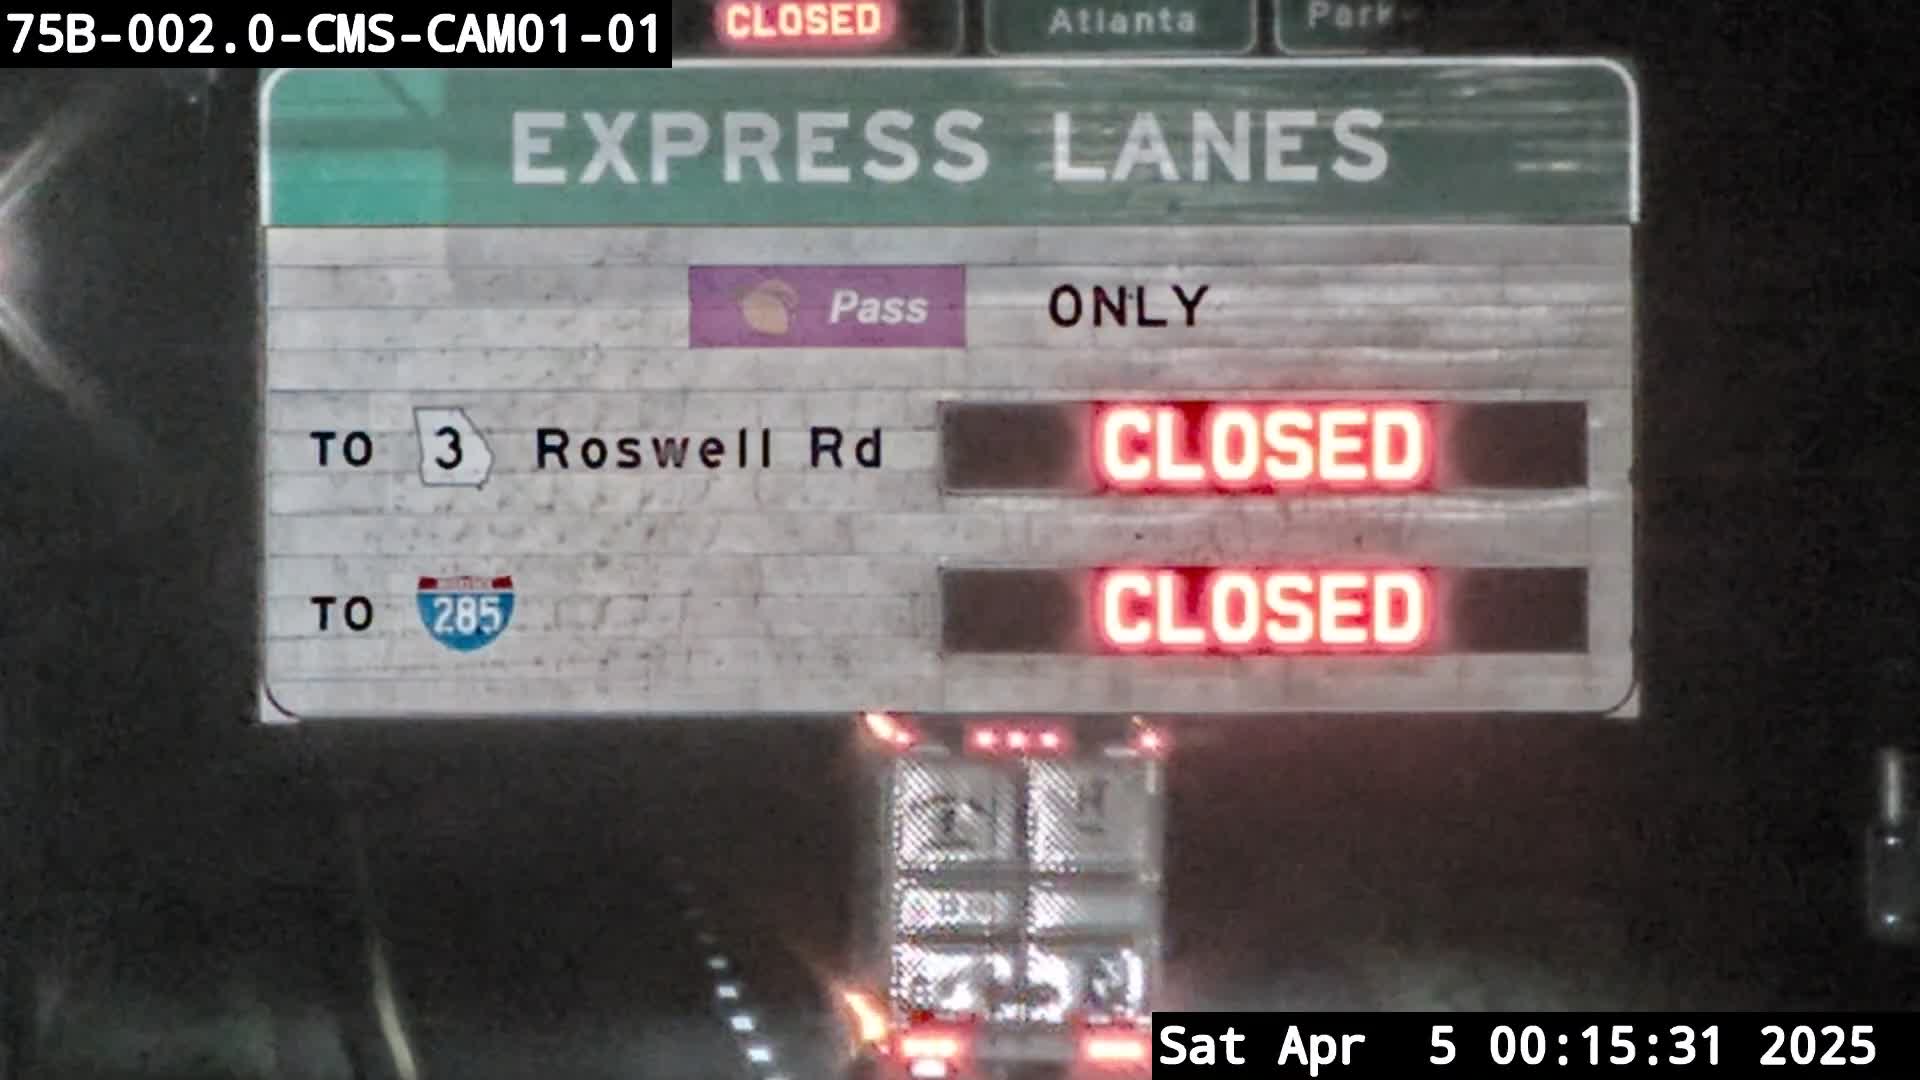 75B-002.0-CMS-CAM01-01
CLOSED
Atlanta
Park
EXPRESS LANES
Pass ONLY
TO 3 Roswell Rd CLOSED
TO 285 CLOSED
Sat Apr 5 00:15:31 2025